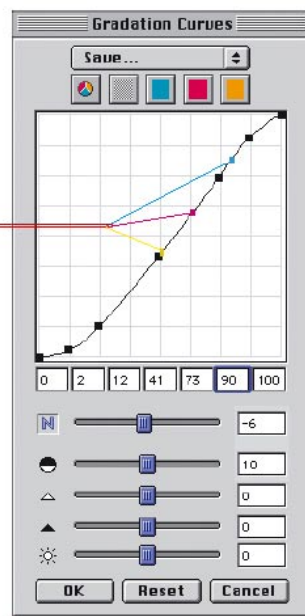 Gradation Curves
Save...
0 2 12 41 73 90 100
N -6
10
0
0
0
OK Reset Cancel